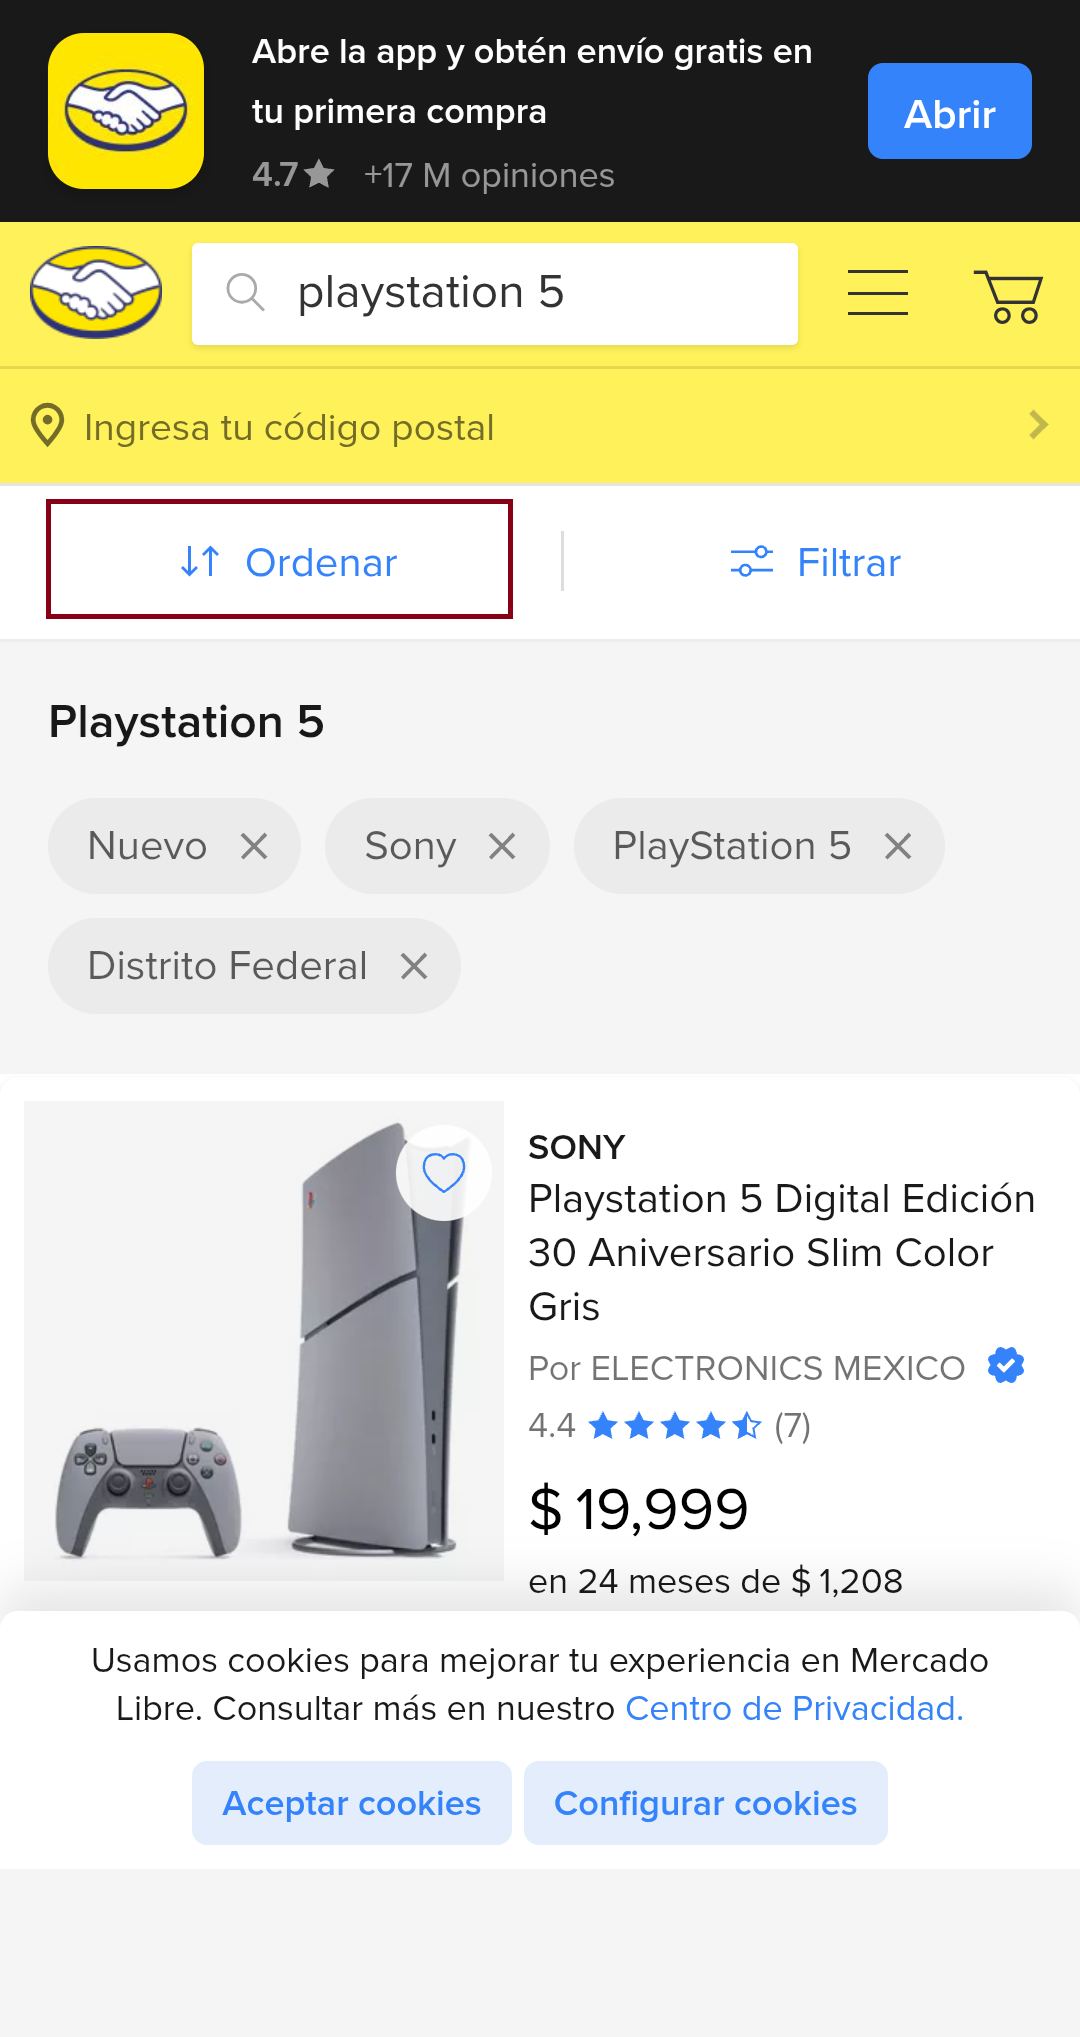 Abre la app y obtén envío gratis en
tu primera compra
4.7 +17 M opiniones
Abrir
playstation 5
Ingresa tu código postal
Ordenar
Filtrar
Playstation 5
Nuevo
Sony
PlayStation 5
Distrito Federal
SONY
Playstation 5 Digital Edición
30 Aniversario Slim Color
Gris
Por ELECTRONICS MEXICO
4.4 (7)
$ 19,999
en 24 meses de $ 1,208
Usamos cookies para mejorar tu experiencia en Mercado
Libre. Consultar más en nuestro Centro de Privacidad.
Aceptar cookies
Configurar cookies